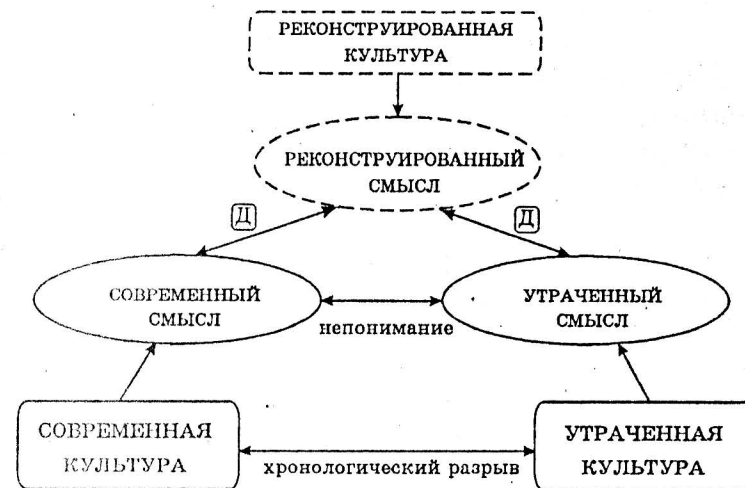 РЕКОНСТРУИРОВАННАЯ
КУЛЬТУРА
РЕКОНСТРУИРОВАННЫЙ
СМЫСЛ
Д
Д
СОВРЕМЕННЫЙ
СМЫСЛ
непонимание
УТРАЧЕННЫЙ
СМЫСЛ
СОВРЕМЕННАЯ
КУЛЬТУРА
хронологический разрыв
УТРАЧЕННАЯ
КУЛЬТУРА